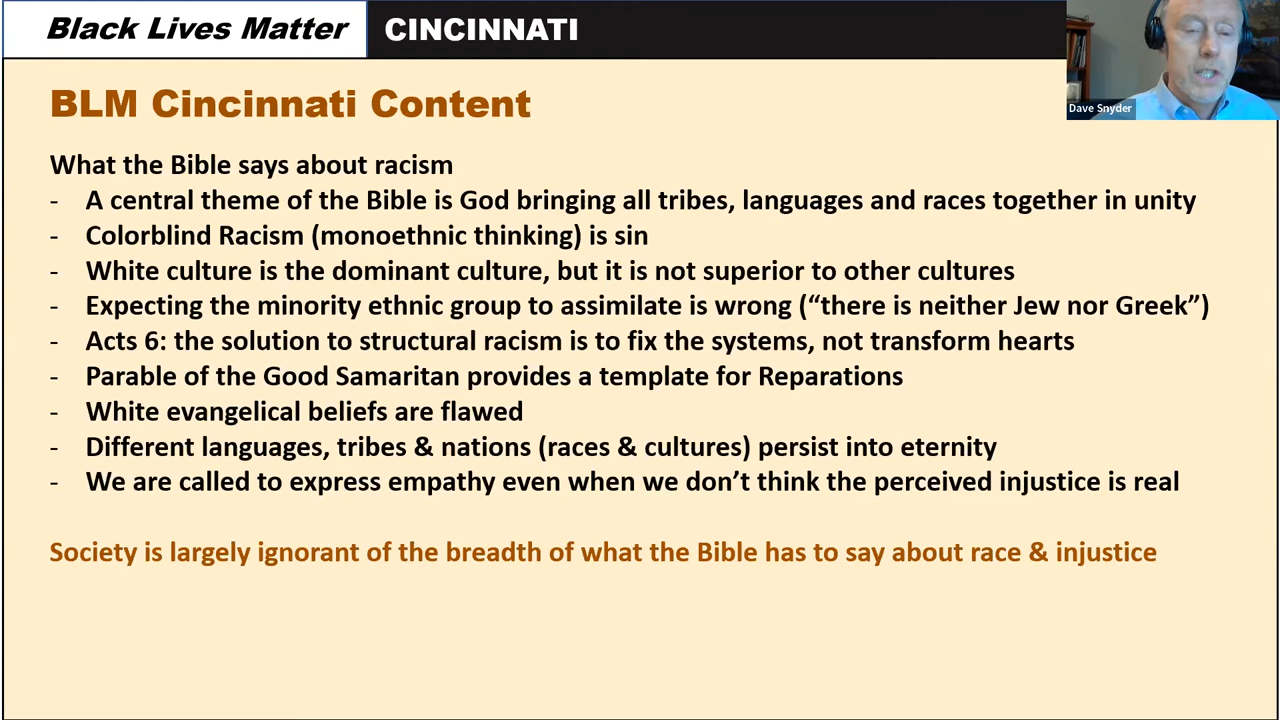 Black Lives Matter CINCINNATI
Dave Snyder
BLM Cincinnati Content
What the Bible says about racism
- A central theme of the Bible is God bringing all tribes, languages and races together in unity
- Colorblind Racism (monoethnic thinking) is sin
- White culture is the dominant culture, but it is not superior to other cultures
- Expecting the minority ethnic group to assimilate is wrong (“there is neither Jew nor Greek”)
- Acts 6: the solution to structural racism is to fix the systems, not transform hearts
- Parable of the Good Samaritan provides a template for Reparations
- White evangelical beliefs are flawed
- Different languages, tribes & nations (races & cultures) persist into eternity
- We are called to express empathy even when we don’t think the perceived injustice is real
Society is largely ignorant of the breadth of what the Bible has to say about race & injustice